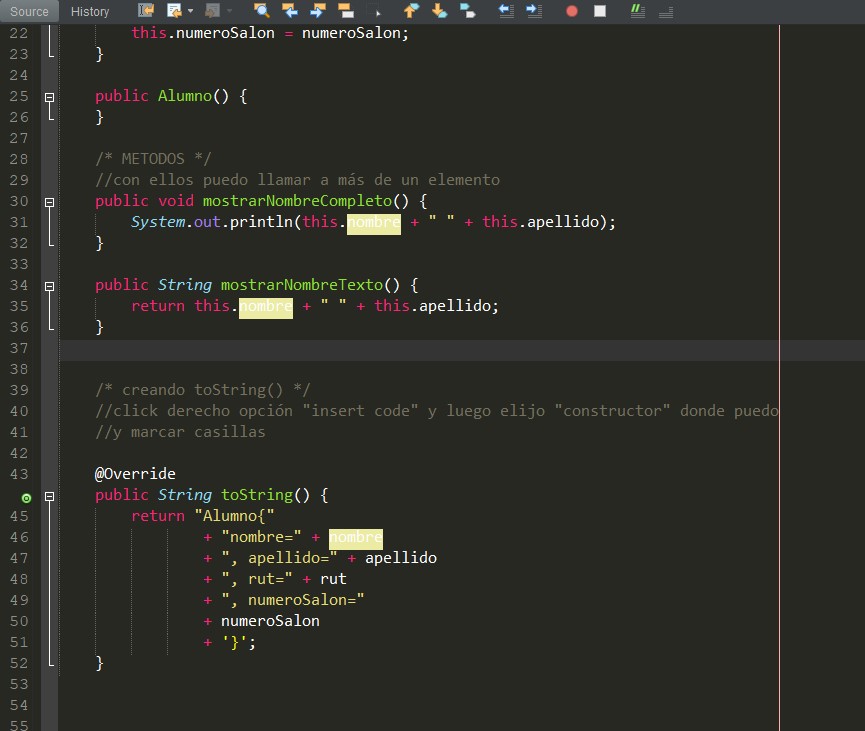 Source History
22 this.numeroSalon = numeroSalon;
23 }
24
25 public Alumno() {
26 }
27
28 /* METODOS */
29 //con ellos puedo llamar a más de un elemento
30 public void mostrarNombreCompleto() {
31 System.out.println(this.nombre + " " + this.apellido);
32 }
33
34 public String mostrarNombreTexto() {
35 return this.nombre + " " + this.apellido;
36 }
37
38
39 /* creando toString() */
40 //click derecho opción "insert code" y luego elijo "constructor" donde puedo
41 //y marcar casillas
42
43 @Override
public String toString() {
45 return "Alumno{"
46 + "nombre=" + nombre
47 + ", apellido=" + apellido
48 + ", rut=" + rut
49 + ", numeroSalon="
50 + numeroSalon
51 + '}';
52 }
53
54
55